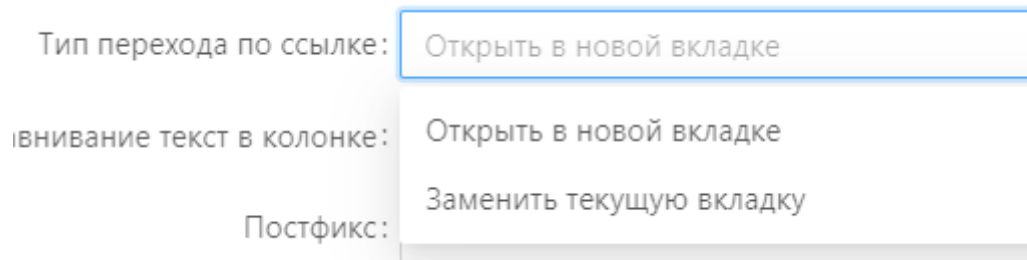 Тип перехода по ссылке: Открыть в новой вкладке
Открыть в новой вкладке
внивание текст в колонке:
Заменить текущую вкладку
Постфикс: